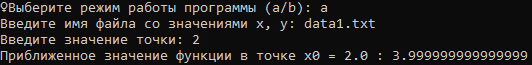 ♀Выберите режим работы программы (a/b): a
Введите имя файла со значениями x, y: data1.txt
Введите значение точки: 2
Приближенное значение функции в точке x0 = 2.0 : 3.999999999999999